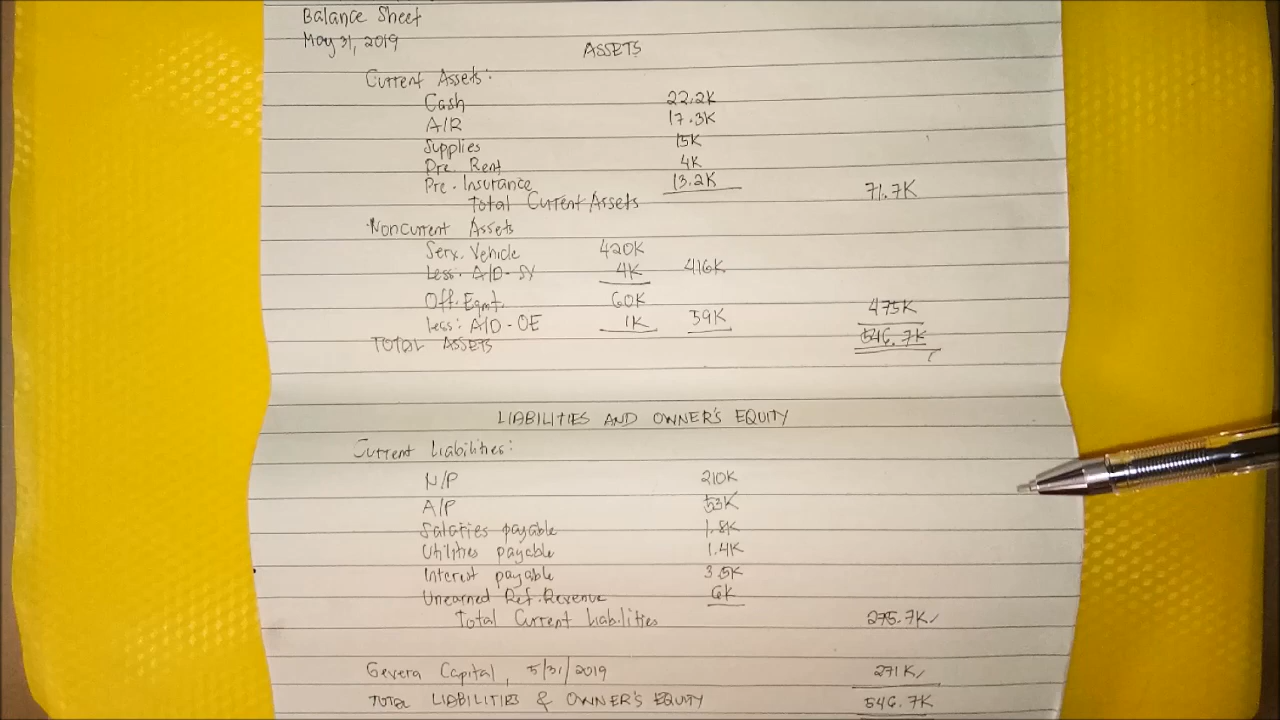 Balance Sheet
May 31, 2019
ASSETS
Current Assets:
Cash 22.2K
A/R 17.3K
Supplies 15K
Pre. Rent 4K
Pre. Insurance 13.2K
Total Current Assets 71.7K
Noncurrent Assets
Serv. Vehicle 420K
Less: A/D-SV 4K 416K
Off. Eqmt. 60K
Less: A/D-OE 1K 59K 475K
TOTAL ASSETS 546.7K
LIABILITIES AND OWNER'S EQUITY
Current Liabilities:
N/P 210K
A/P 53K
Salaries payable 1.8K
Utilities payable 1.4K
Interest payable 3.5K
Unearned Ref. Revenue 6K
Total Current Liabilities 275.7K
Gevera Capital, 5/31/2019 271K
TOTAL LIABILITIES & OWNER'S EQUITY 546.7K